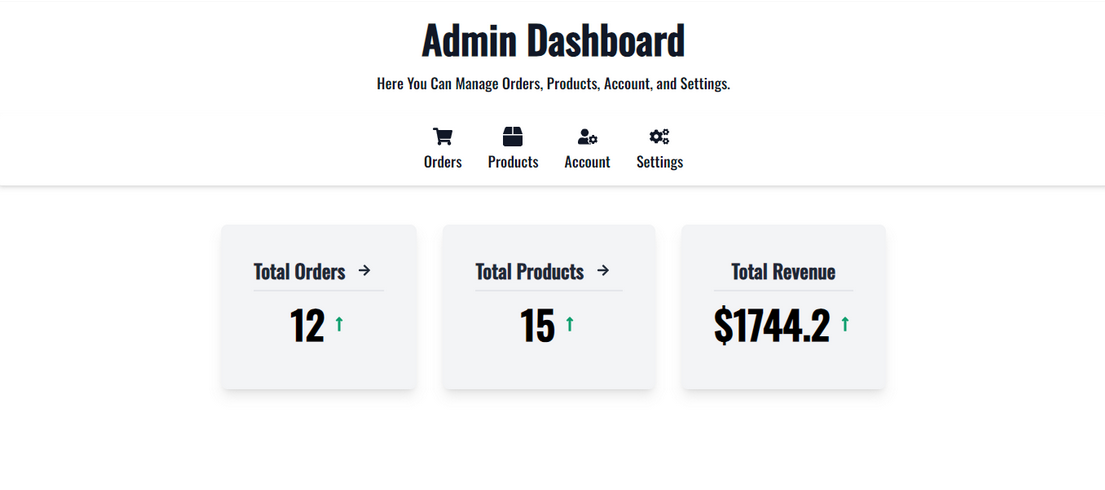 Admin Dashboard
Here You Can Manage Orders, Products, Account, and Settings.
Orders Products Account Settings
Total Orders → Total Products → Total Revenue
12 ↑ 15 ↑ $1744.2 ↑